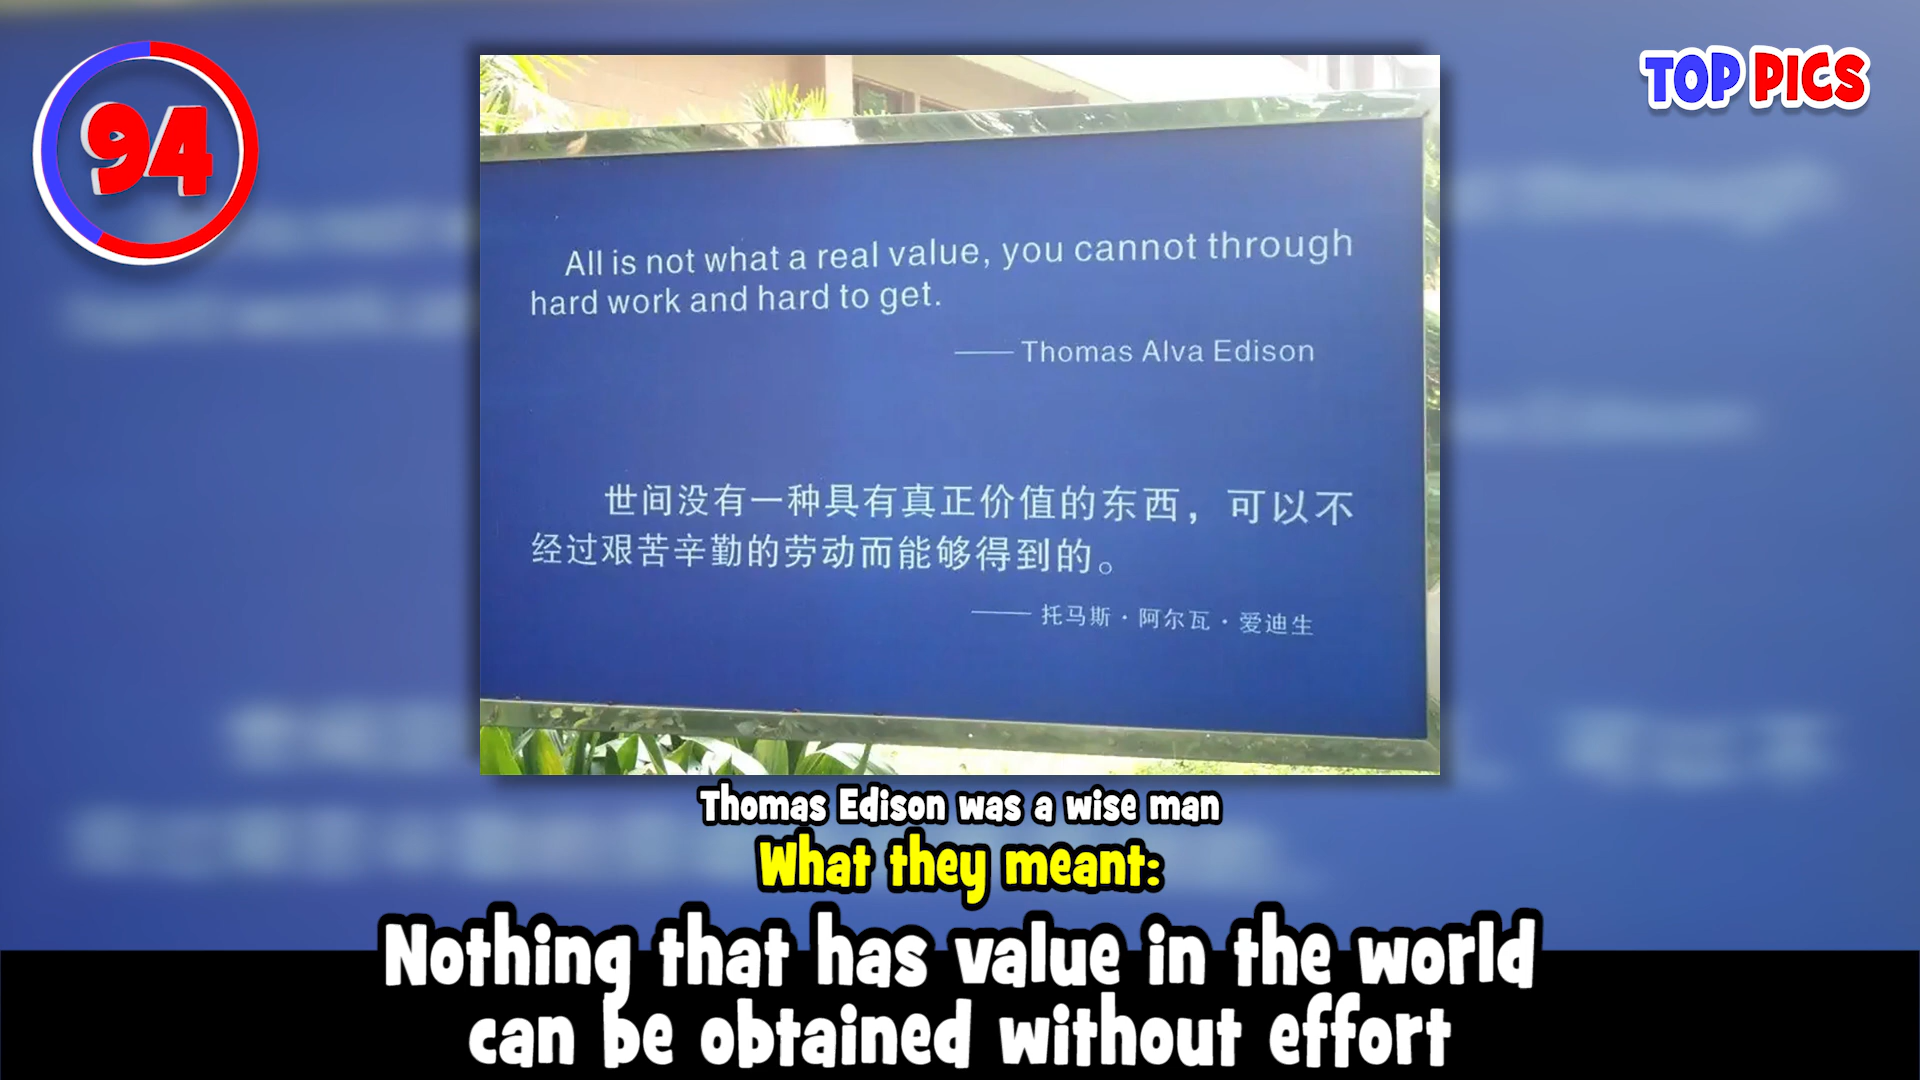 94
TOP PICS
All is not what a real value, you cannot through
hard work and hard to get.
—— Thomas Alva Edison
世间没有一种具有真正价值的东西，可以不
经过艰苦辛勤的劳动而能够得到的。
—— 托马斯·阿尔瓦·爱迪生
Thomas Edison was a wise man
What they meant:
Nothing that has value in the world
can be obtained without effort